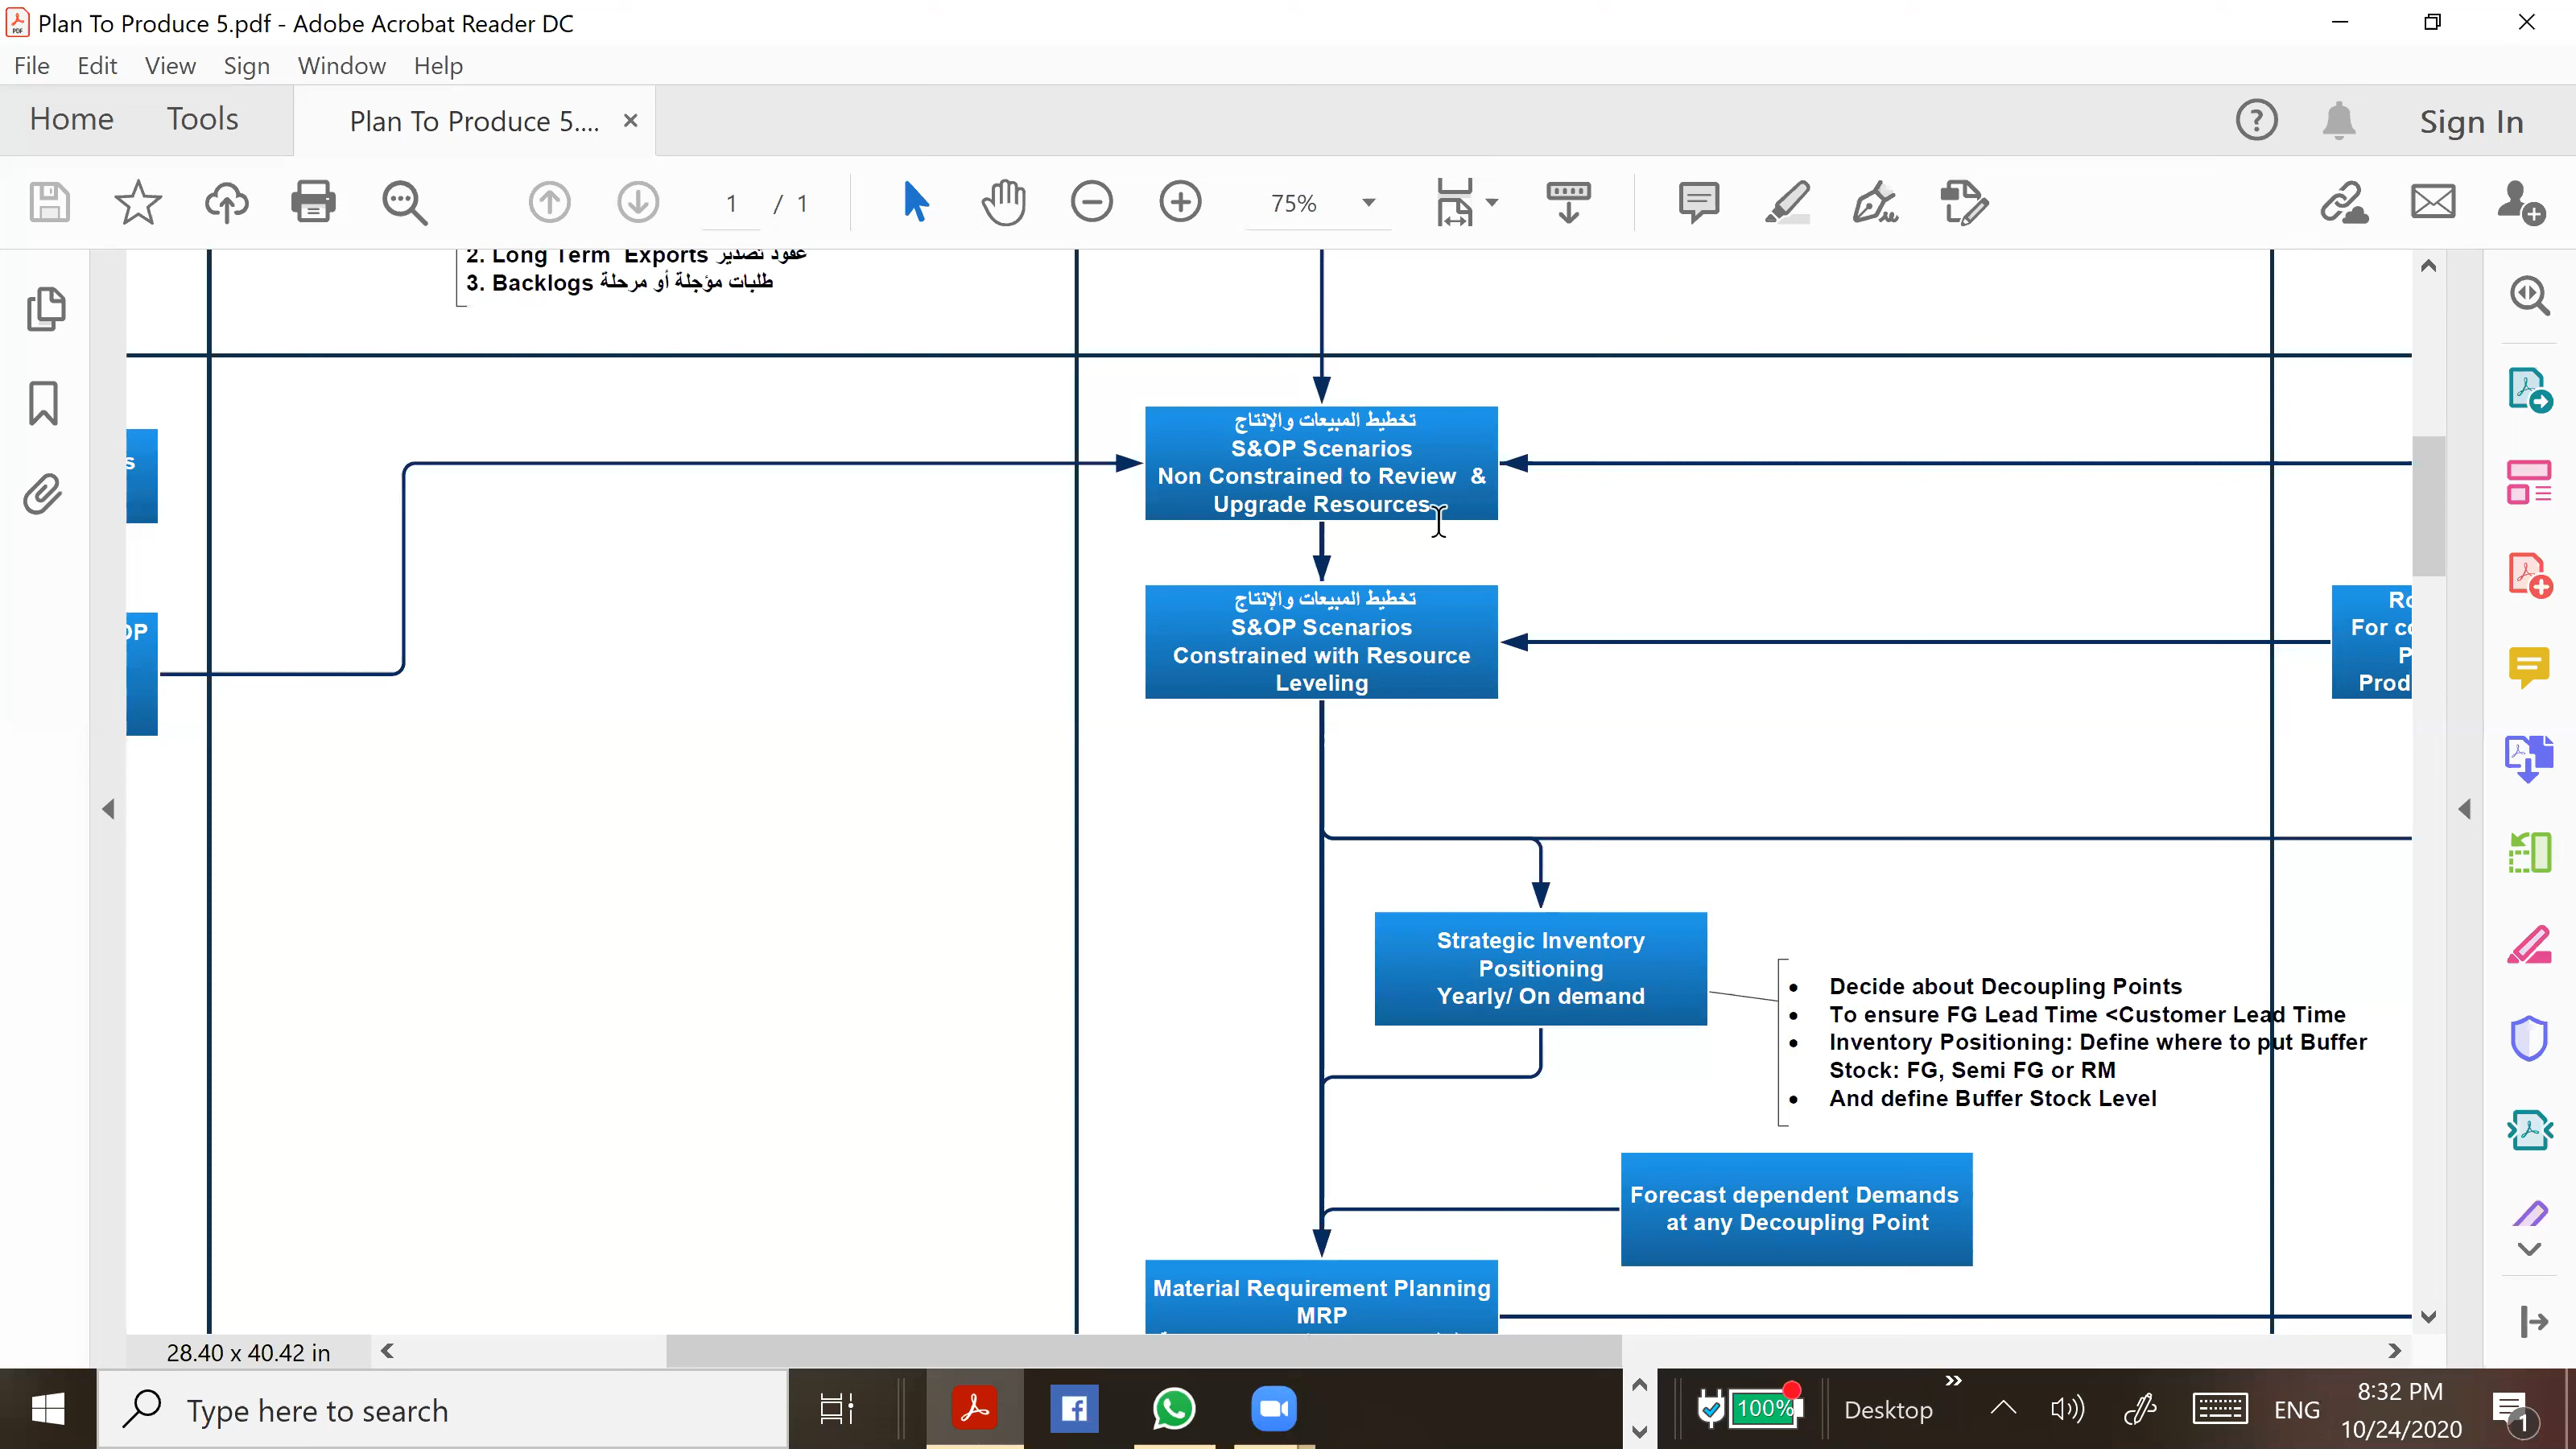 Plan To Produce 5.pdf - Adobe Acrobat Reader DC
File Edit View Sign Window Help
Home Tools Plan To Produce 5.... × Sign In
1 / 1 75%
2. Long Term Exports عقود تصدير
3. Backlogs طلبات مؤجلة أو مرحلة
تخطيط المبيعات والإنتاج
S&OP Scenarios
Non Constrained to Review &
Upgrade Resources
s
OP
تخطيط المبيعات والإنتاج
S&OP Scenarios
Constrained with Resource
Leveling
For c
P
Prod
Strategic Inventory
Positioning
Yearly/ On demand
• Decide about Decoupling Points
• To ensure FG Lead Time <Customer Lead Time
• Inventory Positioning: Define where to put Buffer
Stock: FG, Semi FG or RM
• And define Buffer Stock Level
Forecast dependent Demands
at any Decoupling Point
Material Requirement Planning
MRP
28.40 x 40.42 in
Type here to search
100%
Desktop
ENG
8:32 PM
10/24/2020
1